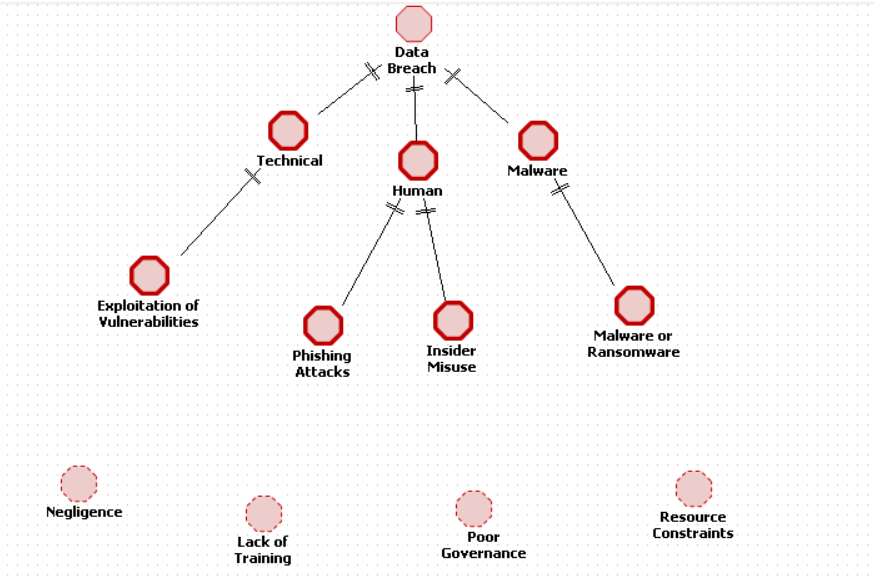 Data
Breach
Technical
Human
Malware
Exploitation of
Vulnerabilities
Phishing
Attacks
Insider
Misuse
Malware or
Ransomware
Negligence
Lack of
Training
Poor
Governance
Resource
Constraints